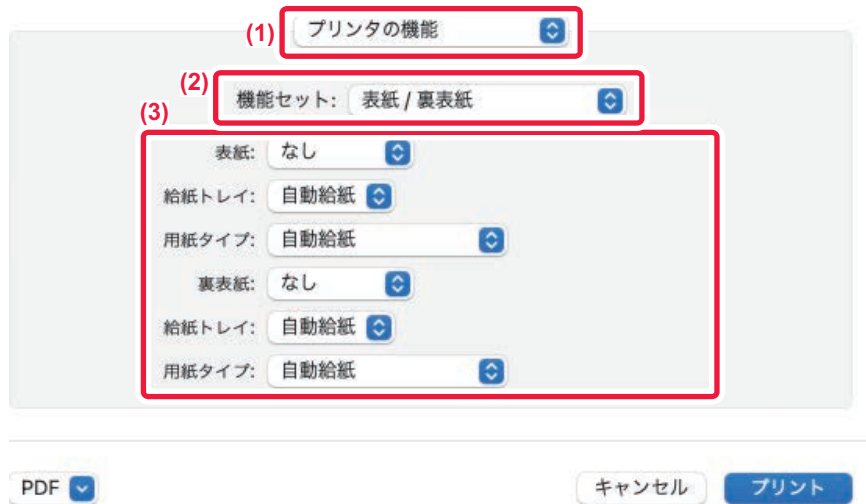 (1) プリンタの機能
(2) 機能セット: 表紙 / 裏表紙
(3)
表紙: なし
給紙トレイ: 自動給紙
用紙タイプ: 自動給紙
裏表紙: なし
給紙トレイ: 自動給紙
用紙タイプ: 自動給紙
PDF キャンセル プリント